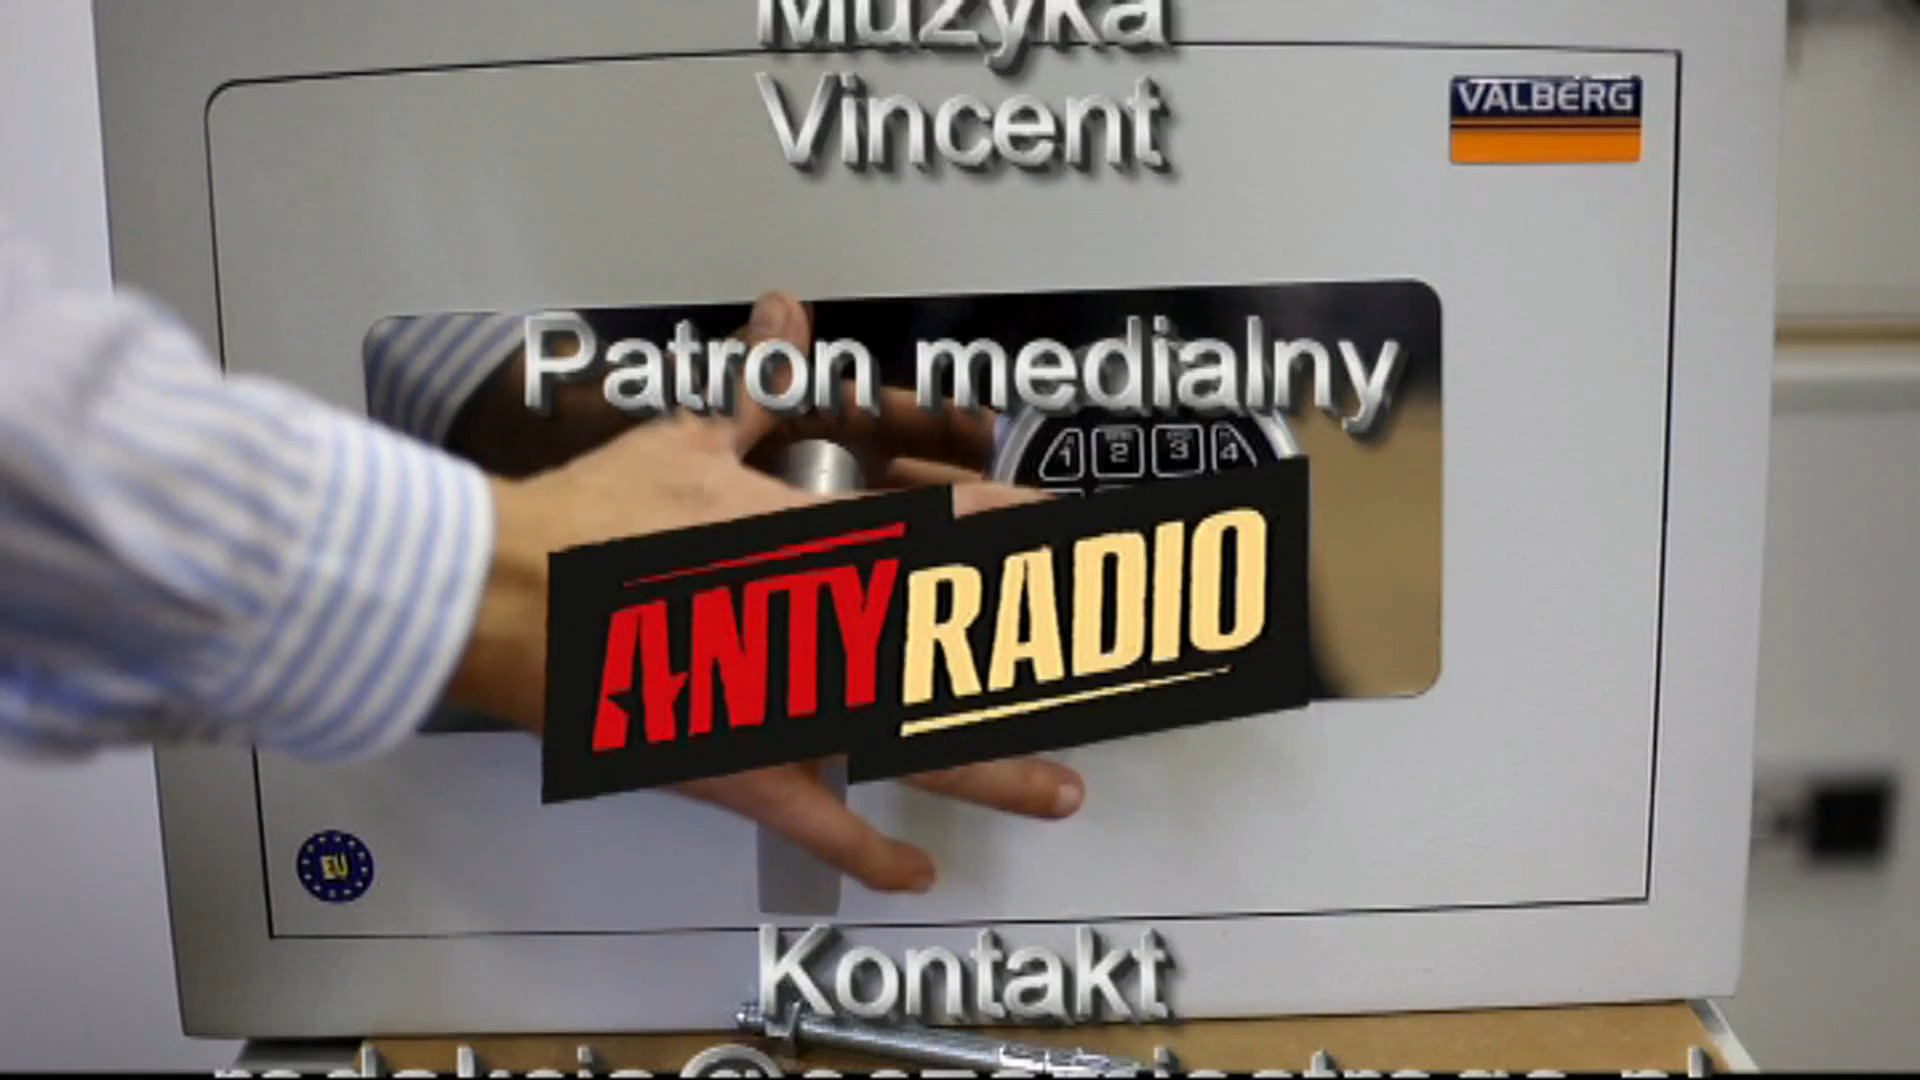 Muzyka
Vincent
VALBERG
Patron medialny
1 2 3 4
ANTYRADIO
EU
Kontakt